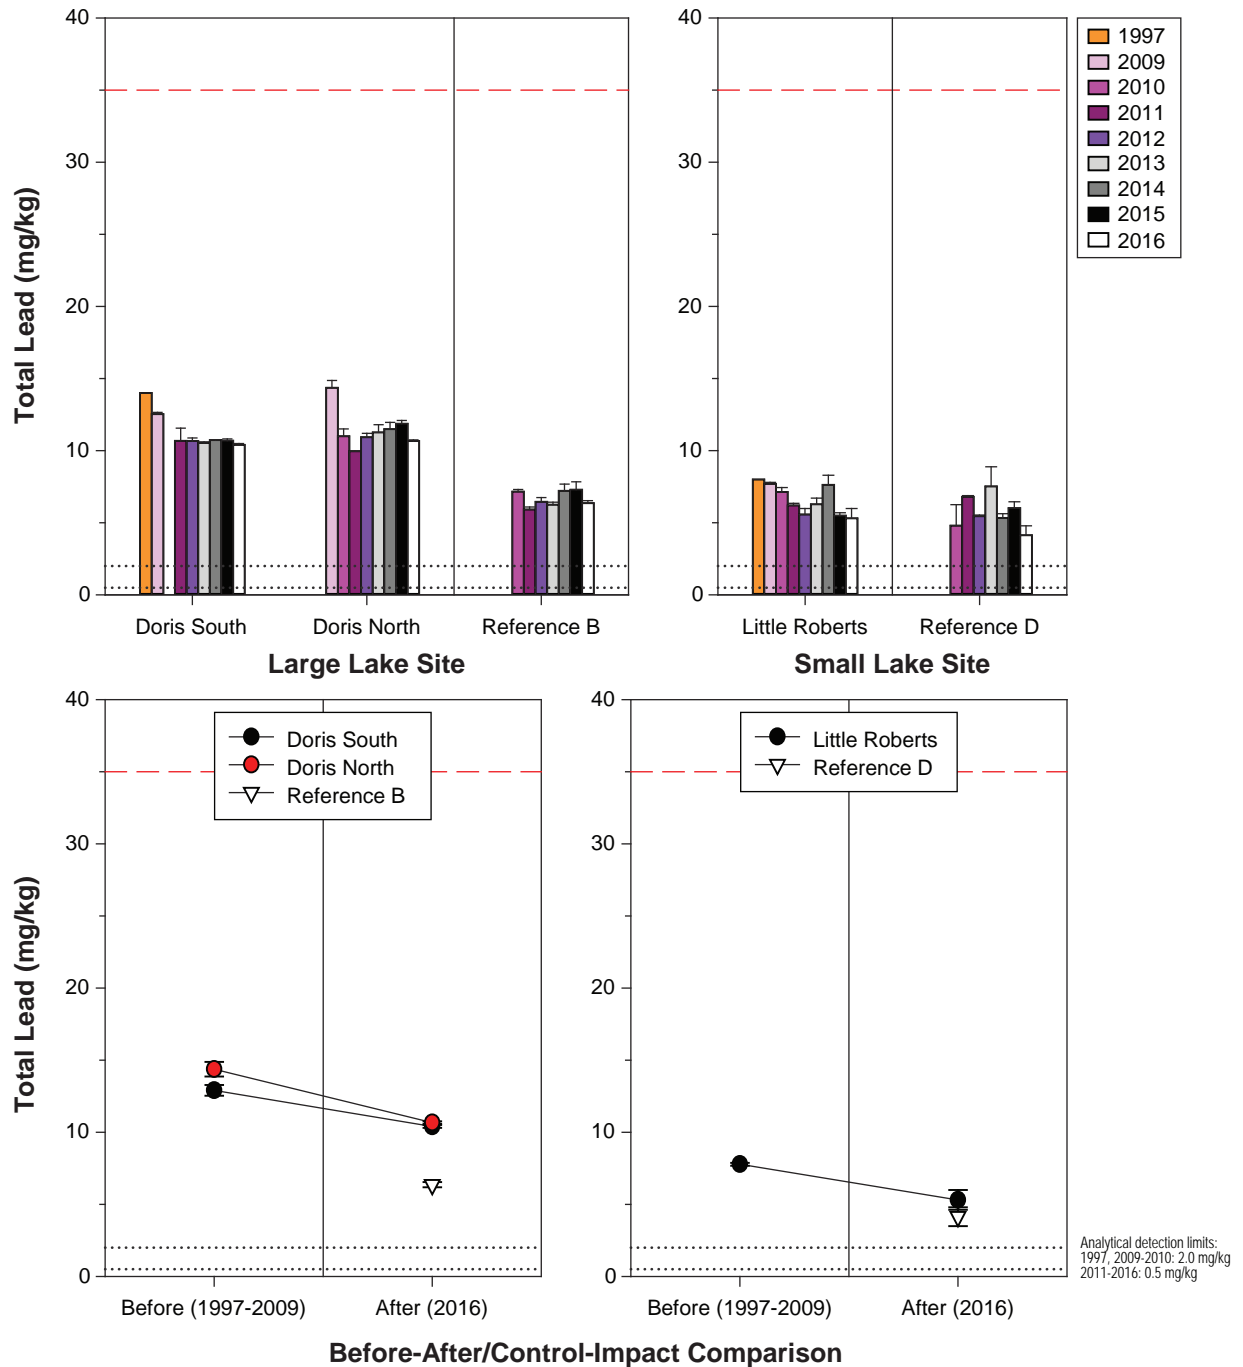 40
30
20
10
0
Total Lead (mg/kg)
Doris South
Doris North
Reference B
Large Lake Site
Little Roberts
Reference D
Small Lake Site
40
30
20
10
0
1997
2009
2010
2011
2012
2013
2014
2015
2016
40
30
20
10
0
Total Lead (mg/kg)
Doris South
Doris North
Reference B
Before (1997-2009)
After (2016)
40
30
20
10
0
Little Roberts
Reference D
Before (1997-2009)
After (2016)
Analytical detection limits:
1997, 2009-2010: 2.0 mg/kg
2011-2016: 0.5 mg/kg
Before-After/Control-Impact Comparison